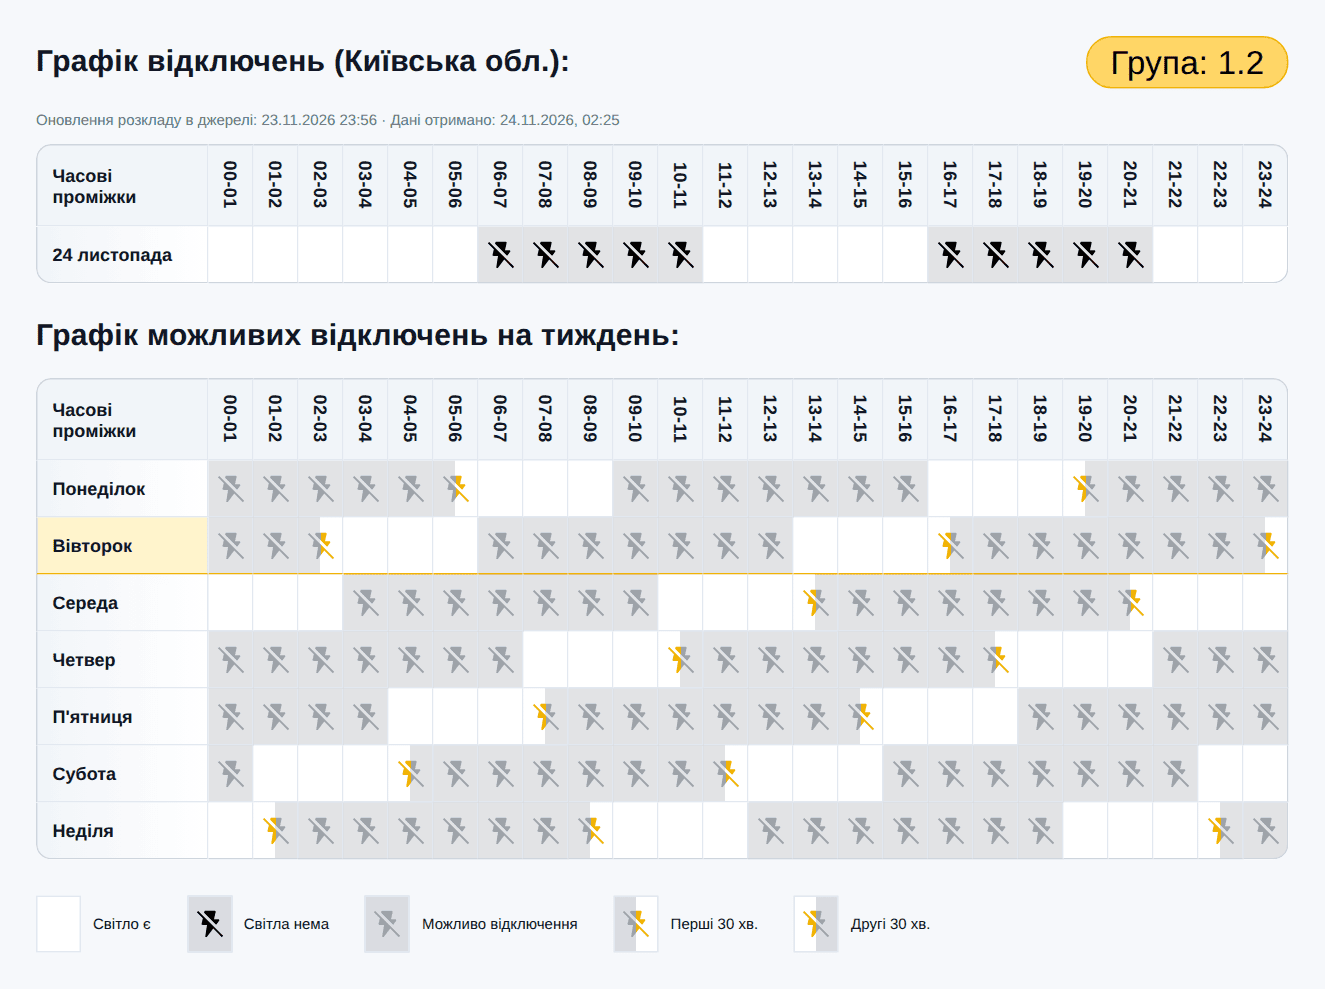 Графік відключень (Київська обл.):
Група: 1.2
Оновлення розкладу в джерелі: 23.11.2026 23:56 · Дані отримано: 24.11.2026, 02:25
Часові
проміжки
00-01 01-02 02-03 03-04 04-05 05-06 06-07 07-08 08-09 09-10 10-11 11-12 12-13 13-14 14-15 15-16 16-17 17-18 18-19 19-20 20-21 21-22 22-23 23-24
24 листопада
Графік можливих відключень на тиждень:
Часові
проміжки
00-01 01-02 02-03 03-04 04-05 05-06 06-07 07-08 08-09 09-10 10-11 11-12 12-13 13-14 14-15 15-16 16-17 17-18 18-19 19-20 20-21 21-22 22-23 23-24
Понеділок
Вівторок
Середа
Четвер
П'ятниця
Субота
Неділя
Світло є
Світла нема
Можливо відключення
Перші 30 хв.
Другі 30 хв.